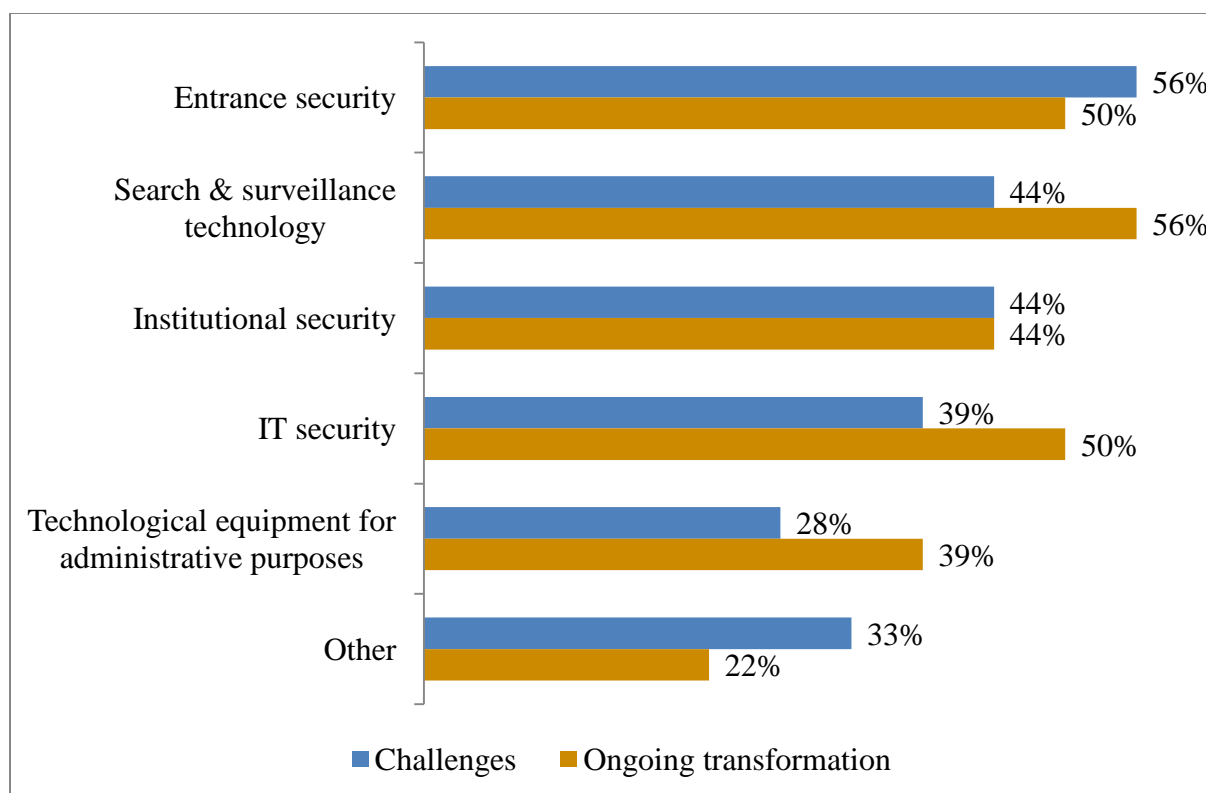 Entrance security
56%
50%
Search & surveillance
technology
44%
56%
Institutional security
44%
44%
IT security
39%
50%
Technological equipment for
administrative purposes
28%
39%
Other
33%
22%
Challenges Ongoing transformation